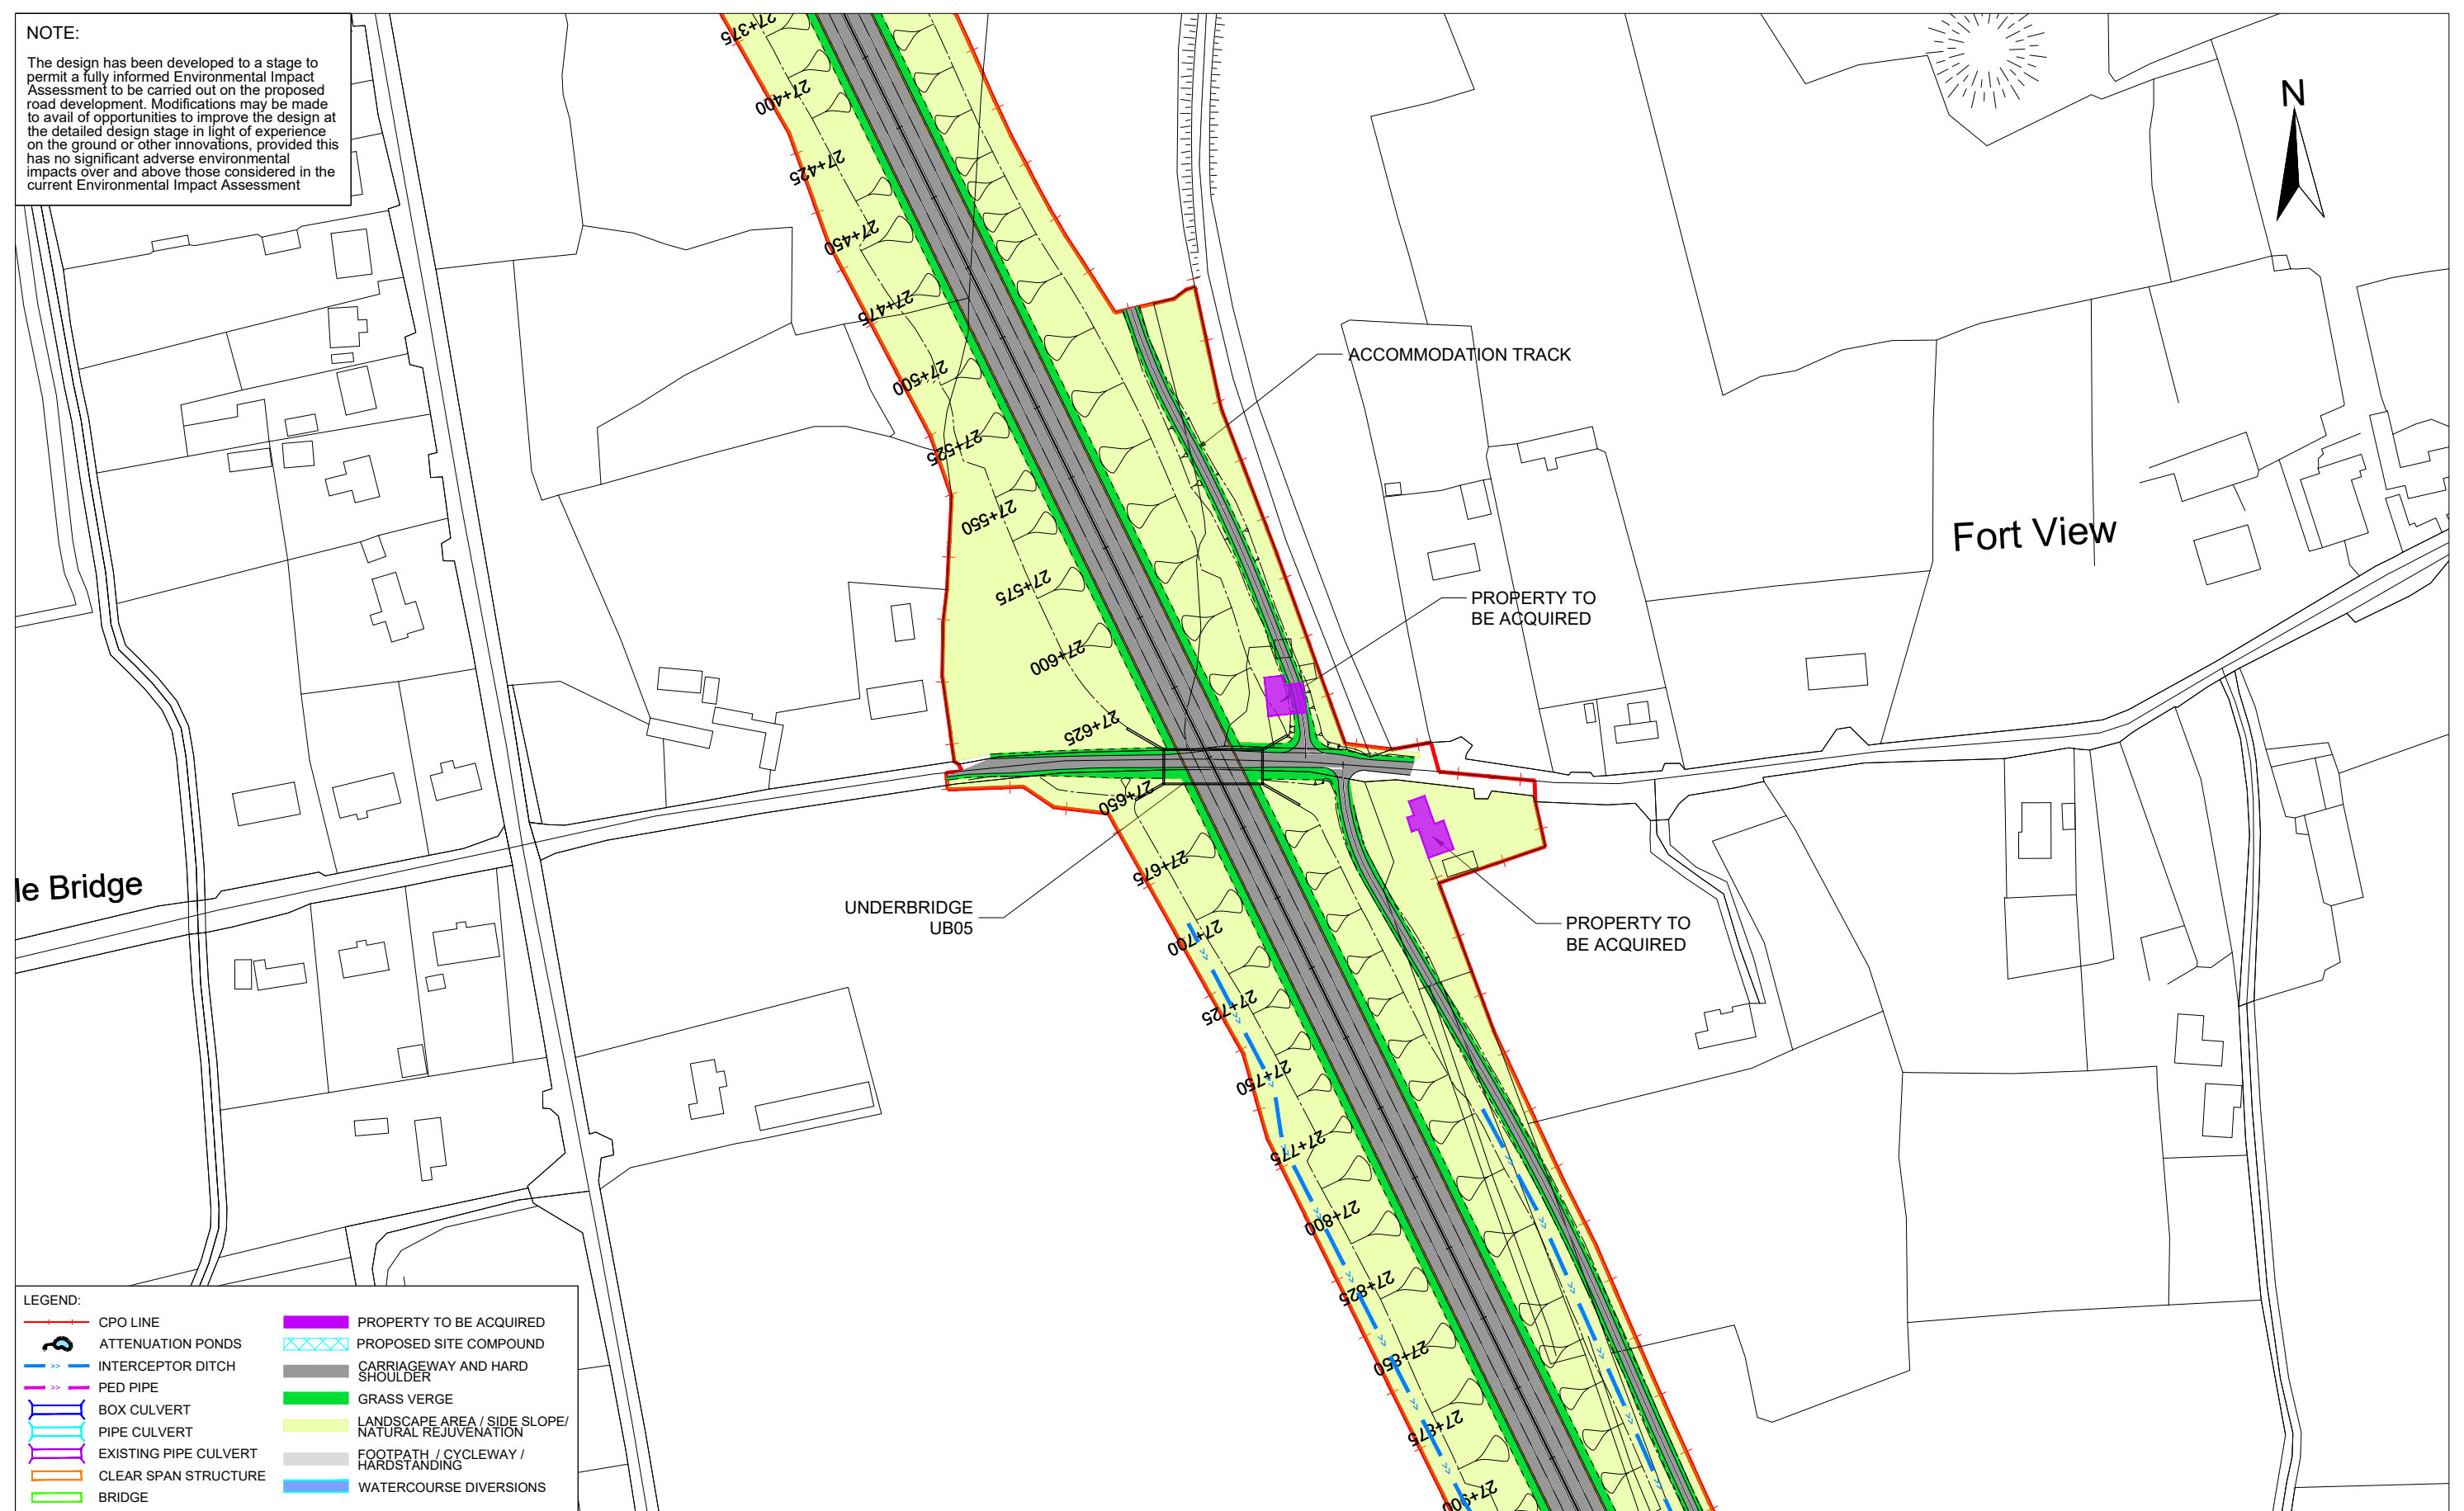 NOTE:
The design has been developed to a stage to
permit a fully informed Environmental Impact
Assessment to be carried out on the proposed
road development. Modifications may be made
to avail of opportunities to improve the design at
the detailed design stage in light of experience
on the ground or other innovations, provided this
has no significant adverse environmental
impacts over and above those considered in the
current Environmental Impact Assessment
N
27+375
27+400
27+425
27+450
27+475
27+500
27+525
27+550
27+575
27+600
27+625
27+650
27+675
27+700
27+725
27+750
27+775
27+800
27+825
27+850
27+875
27+900
ACCOMMODATION TRACK
Fort View
PROPERTY TO
BE ACQUIRED
le Bridge
UNDERBRIDGE
UB05
PROPERTY TO
BE ACQUIRED
LEGEND:
CPO LINE
ATTENUATION PONDS
INTERCEPTOR DITCH
PED PIPE
BOX CULVERT
PIPE CULVERT
EXISTING PIPE CULVERT
CLEAR SPAN STRUCTURE
BRIDGE
PROPERTY TO BE ACQUIRED
PROPOSED SITE COMPOUND
CARRIAGEWAY AND HARD
SHOULDER
GRASS VERGE
LANDSCAPE AREA / SIDE SLOPE/
NATURAL REJUVENATION
FOOTPATH / CYCLEWAY /
HARDSTANDING
WATERCOURSE DIVERSIONS